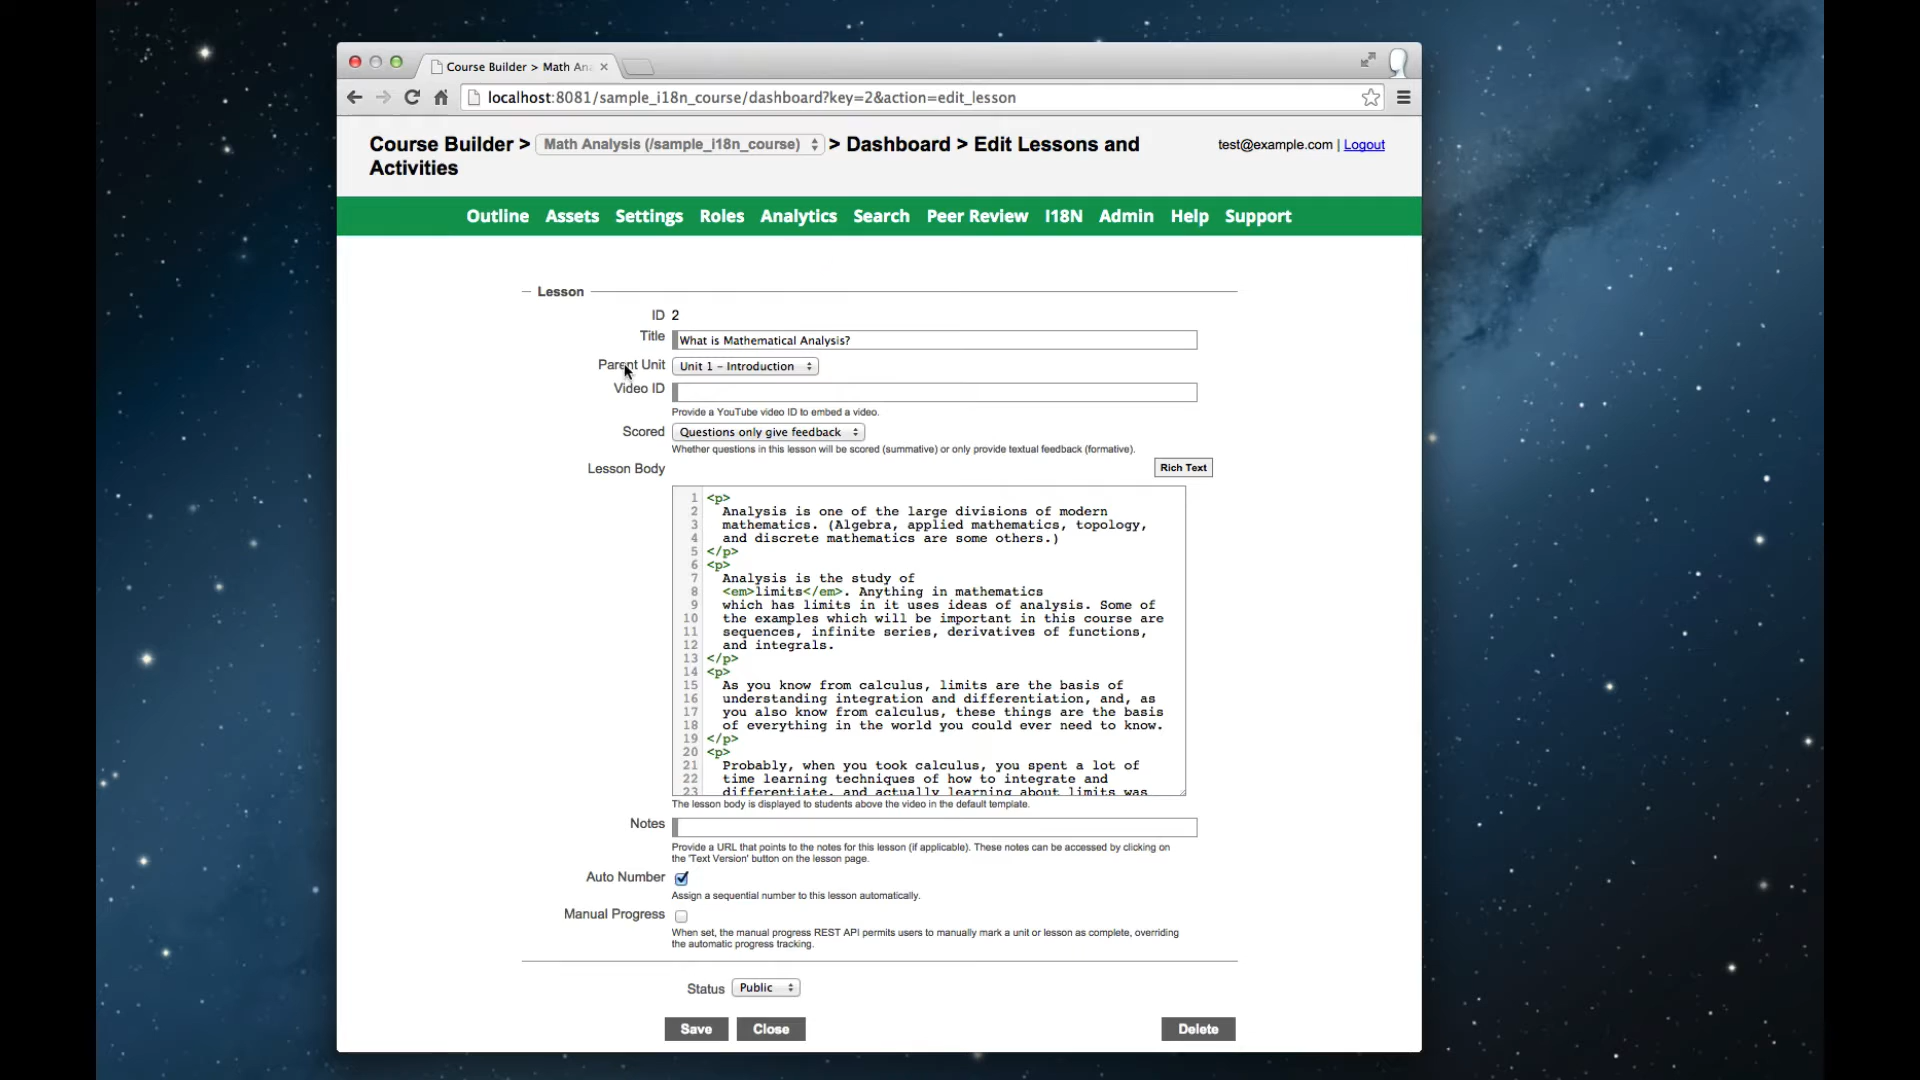 Course Builder > Math An
localhost:8081/sample_i18n_course/dashboard?key=2&action=edit_lesson
Course Builder > Math Analysis (/sample_i18n_course) > Dashboard > Edit Lessons and
Activities
test@example.com | Logout
Outline Assets Settings Roles Analytics Search Peer Review I18N Admin Help Support
Lesson
ID 2
Title What is Mathematical Analysis?
Parent Unit Unit 1 – Introduction
Video ID
Provide a YouTube video ID to embed a video.
Scored Questions only give feedback
Whether questions in this lesson will be scored (summative) or only provide textual feedback (formative).
Lesson Body Rich Text
1 <p>
2 Analysis is one of the large divisions of modern
3 mathematics. (Algebra, applied mathematics, topology,
4 and discrete mathematics are some others.)
5 </p>
6 <p>
7 Analysis is the study of
8 <em>limits</em>. Anything in mathematics
9 which has limits in it uses ideas of analysis. Some of
10 the examples which will be important in this course are
11 sequences, infinite series, derivatives of functions,
12 and integrals.
13 </p>
14 <p>
15 As you know from calculus, limits are the basis of
16 understanding integration and differentiation, and, as
17 you also know from calculus, these things are the basis
18 of everything in the world you could ever need to know.
19 </p>
20 <p>
21 Probably, when you took calculus, you spent a lot of
22 time learning techniques of how to integrate and
23 differentiate, and actually learning about limits was
The lesson body is displayed to students above the video in the default template.
Notes
Provide a URL that points to the notes for this lesson (if applicable). These notes can be accessed by clicking on
the 'Text Version' button on the lesson page.
Auto Number
Assign a sequential number to this lesson automatically.
Manual Progress
When set, the manual progress REST API permits users to manually mark a unit or lesson as complete, overriding
the automatic progress tracking.
Status Public
Save Close Delete